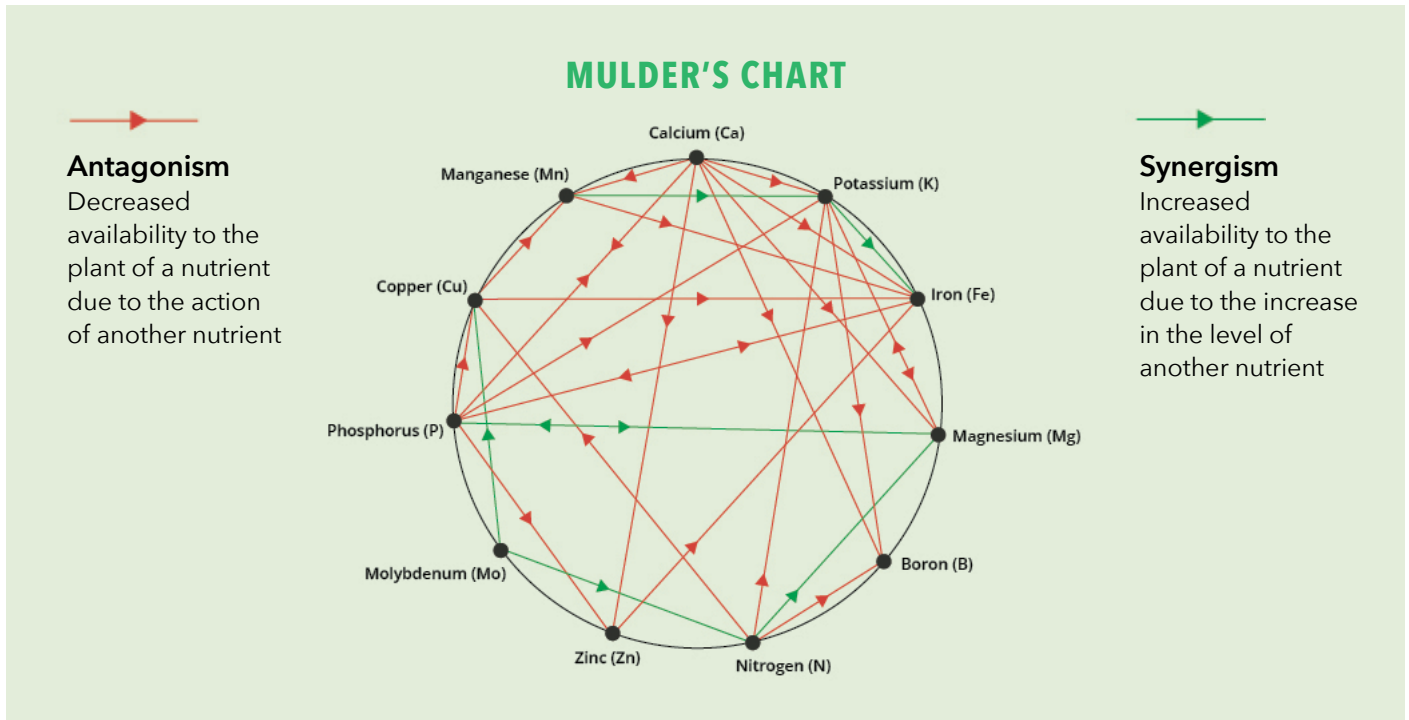 MULDER'S CHART
Antagonism
Decreased
availability to the
plant of a nutrient
due to the action
of another nutrient
Calcium (Ca)
Manganese (Mn)
Potassium (K)
Copper (Cu)
Iron (Fe)
Phosphorus (P)
Magnesium (Mg)
Molybdenum (Mo)
Boron (B)
Zinc (Zn)
Nitrogen (N)
Synergism
Increased
availability to the
plant of a nutrient
due to the increase
in the level of
another nutrient